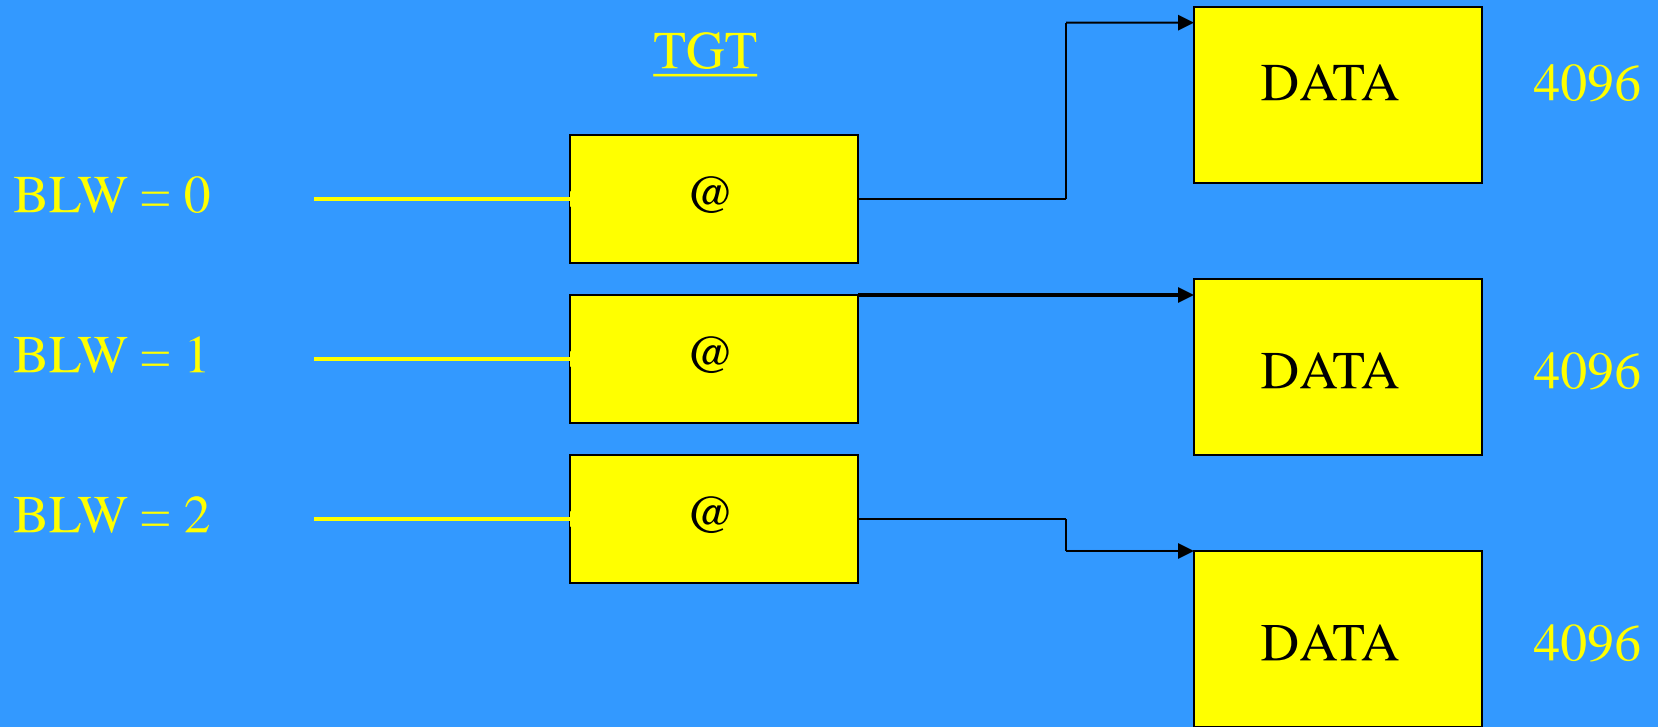 TGT
DATA 4096
BLW = 0 @
BLW = 1 @ DATA 4096
BLW = 2 @
DATA 4096